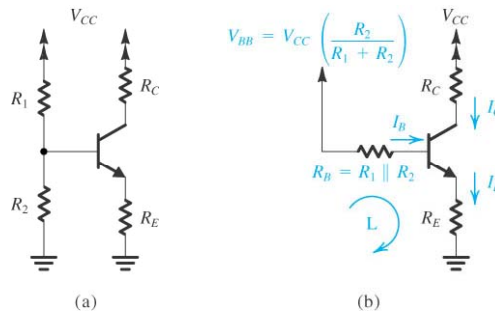 V_CC
R_1
R_C
R_2
R_E
(a)
V_BB = V_CC (R_2 / (R_1 + R_2))
V_CC
R_C
I_B
R_B = R_1 || R_2
L
R_E
(b)